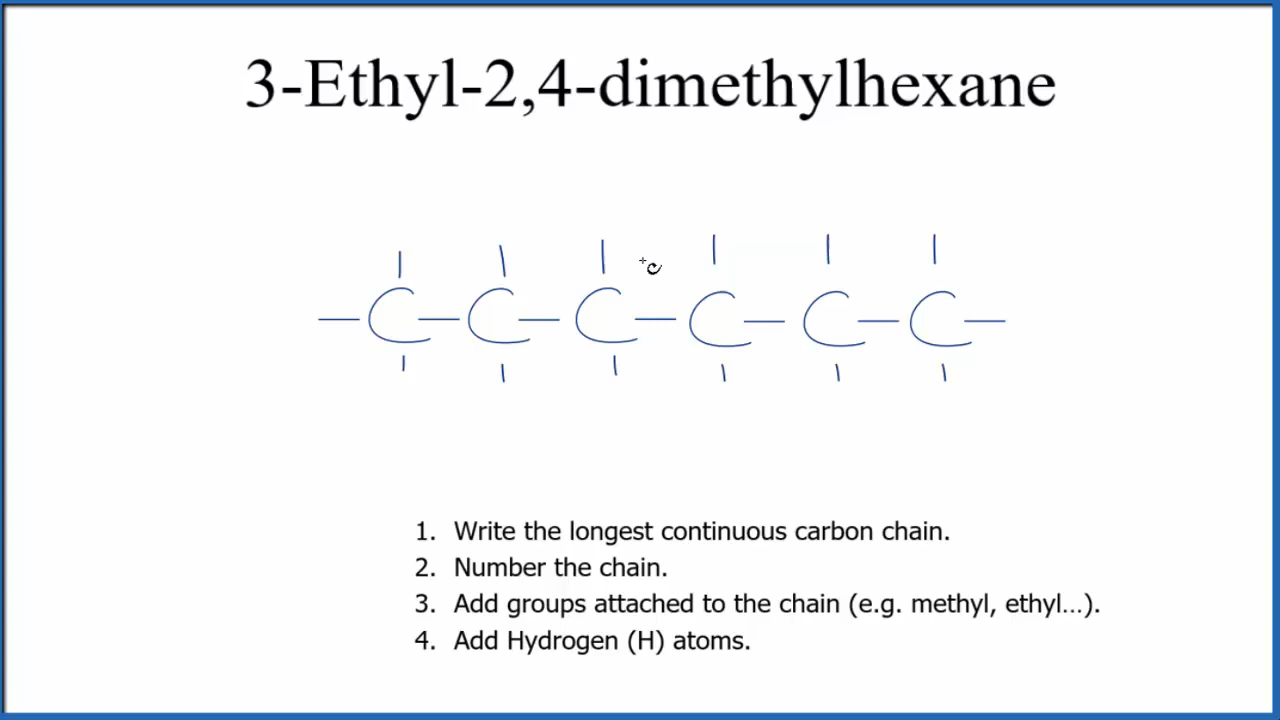 3-Ethyl-2,4-dimethylhexane
C C C C C C
1. Write the longest continuous carbon chain.
2. Number the chain.
3. Add groups attached to the chain (e.g. methyl, ethyl...).
4. Add Hydrogen (H) atoms.